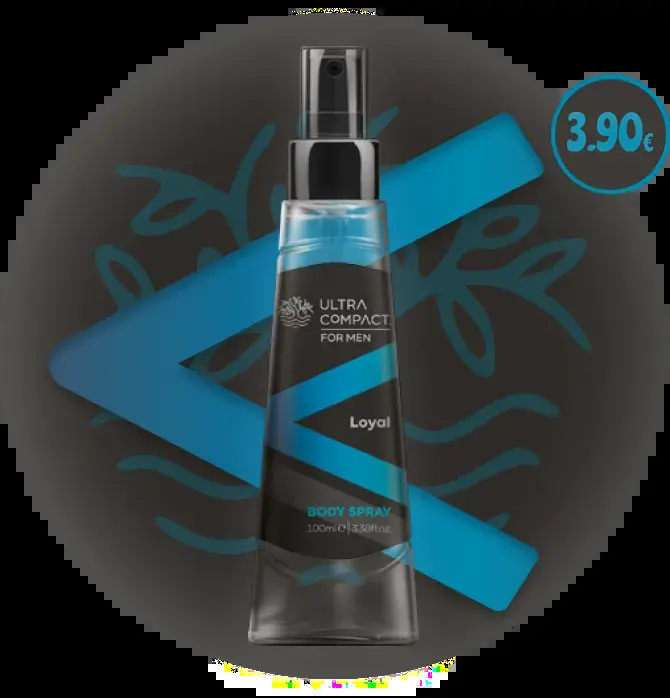 3.90€
ULTRA
COMPACT
FOR MEN
Loyal
BODY SPRAY
100ml ℮ | 3.38fl.oz.